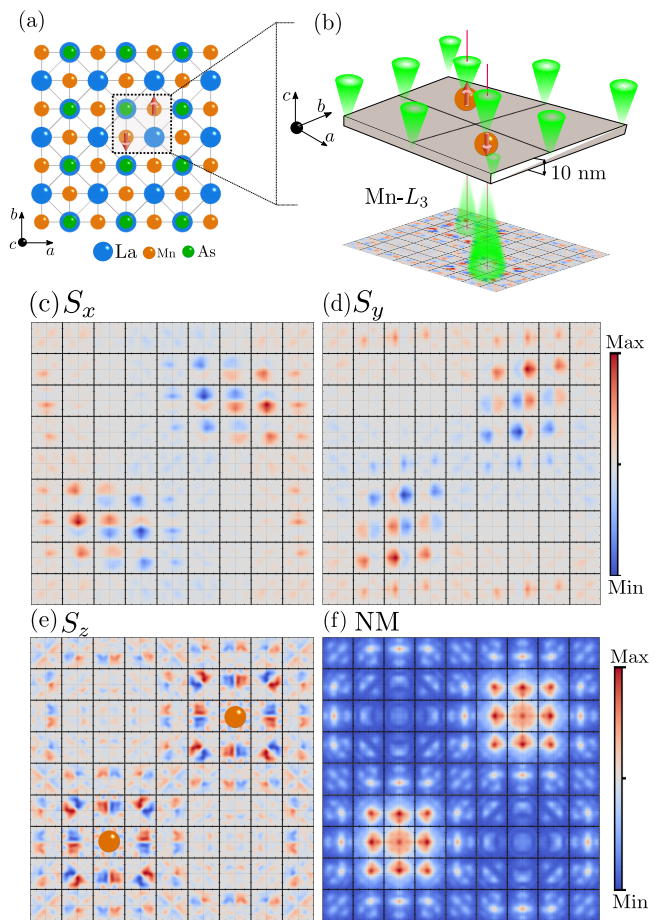 (a)
b
c
a
La
Mn
As
(b)
c
b
a
10 nm
Mn-L3
(c) Sx
(d) Sy
Max
Min
(e) Sz
(f) NM
Max
Min